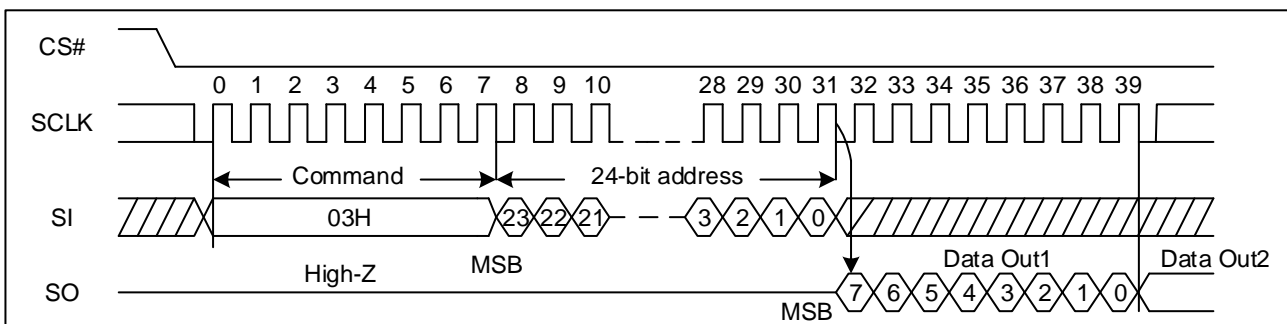 CS#
0 1 2 3 4 5 6 7 8 9 10 28 29 30 31 32 33 34 35 36 37 38 39
SCLK
Command 24-bit address
SI 03H 23 22 21 3 2 1 0
High-Z MSB Data Out1 Data Out2
SO 7 6 5 4 3 2 1 0
MSB